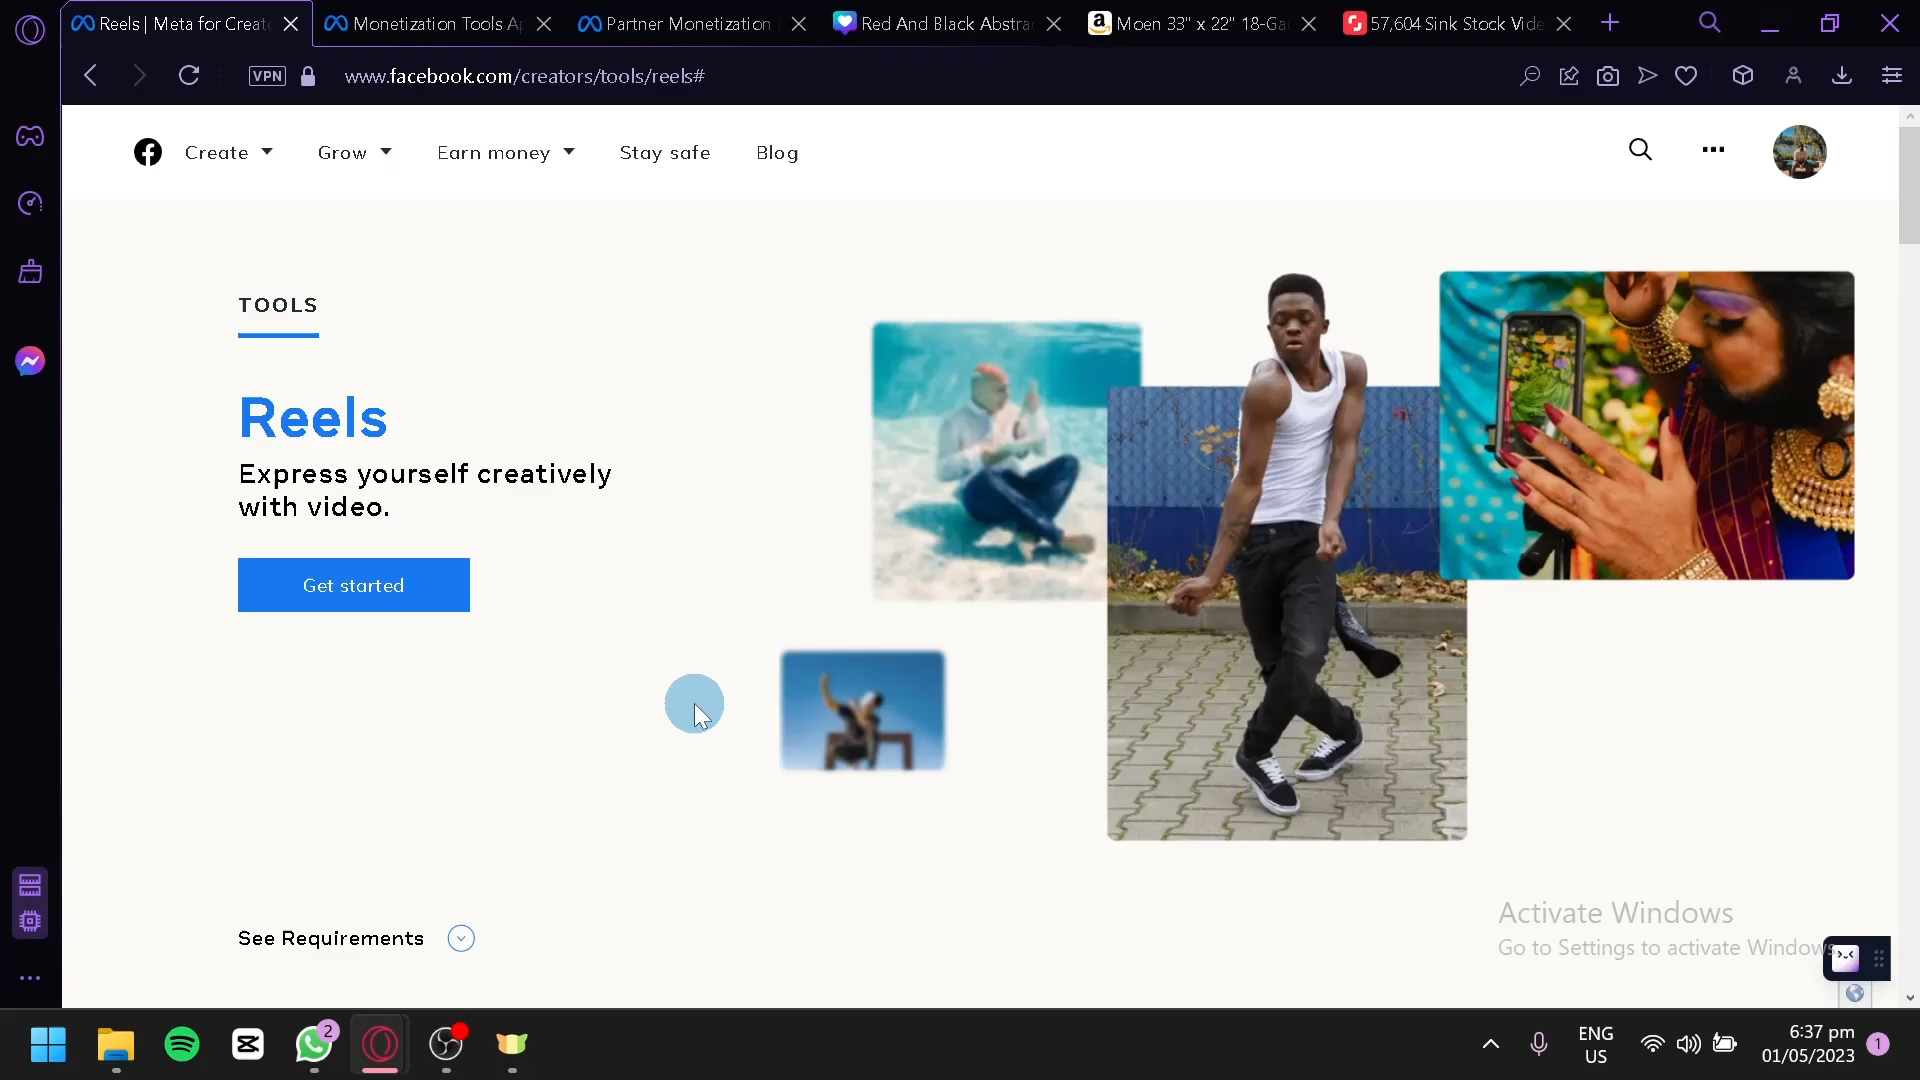 Reels | Meta for Creat
Monetization Tools A
Partner Monetization
Red And Black Abstra
Moen 33" x 22" 18-Ga
57,604 Sink Stock Vide
VPN
www.facebook.com/creators/tools/reels#
Create
Grow
Earn money
Stay safe
Blog
TOOLS
Reels
Express yourself creatively
with video.
Get started
See Requirements
Activate Windows
Go to Settings to activate Windows
2
ENG
US
6:37 pm
01/05/2023
1